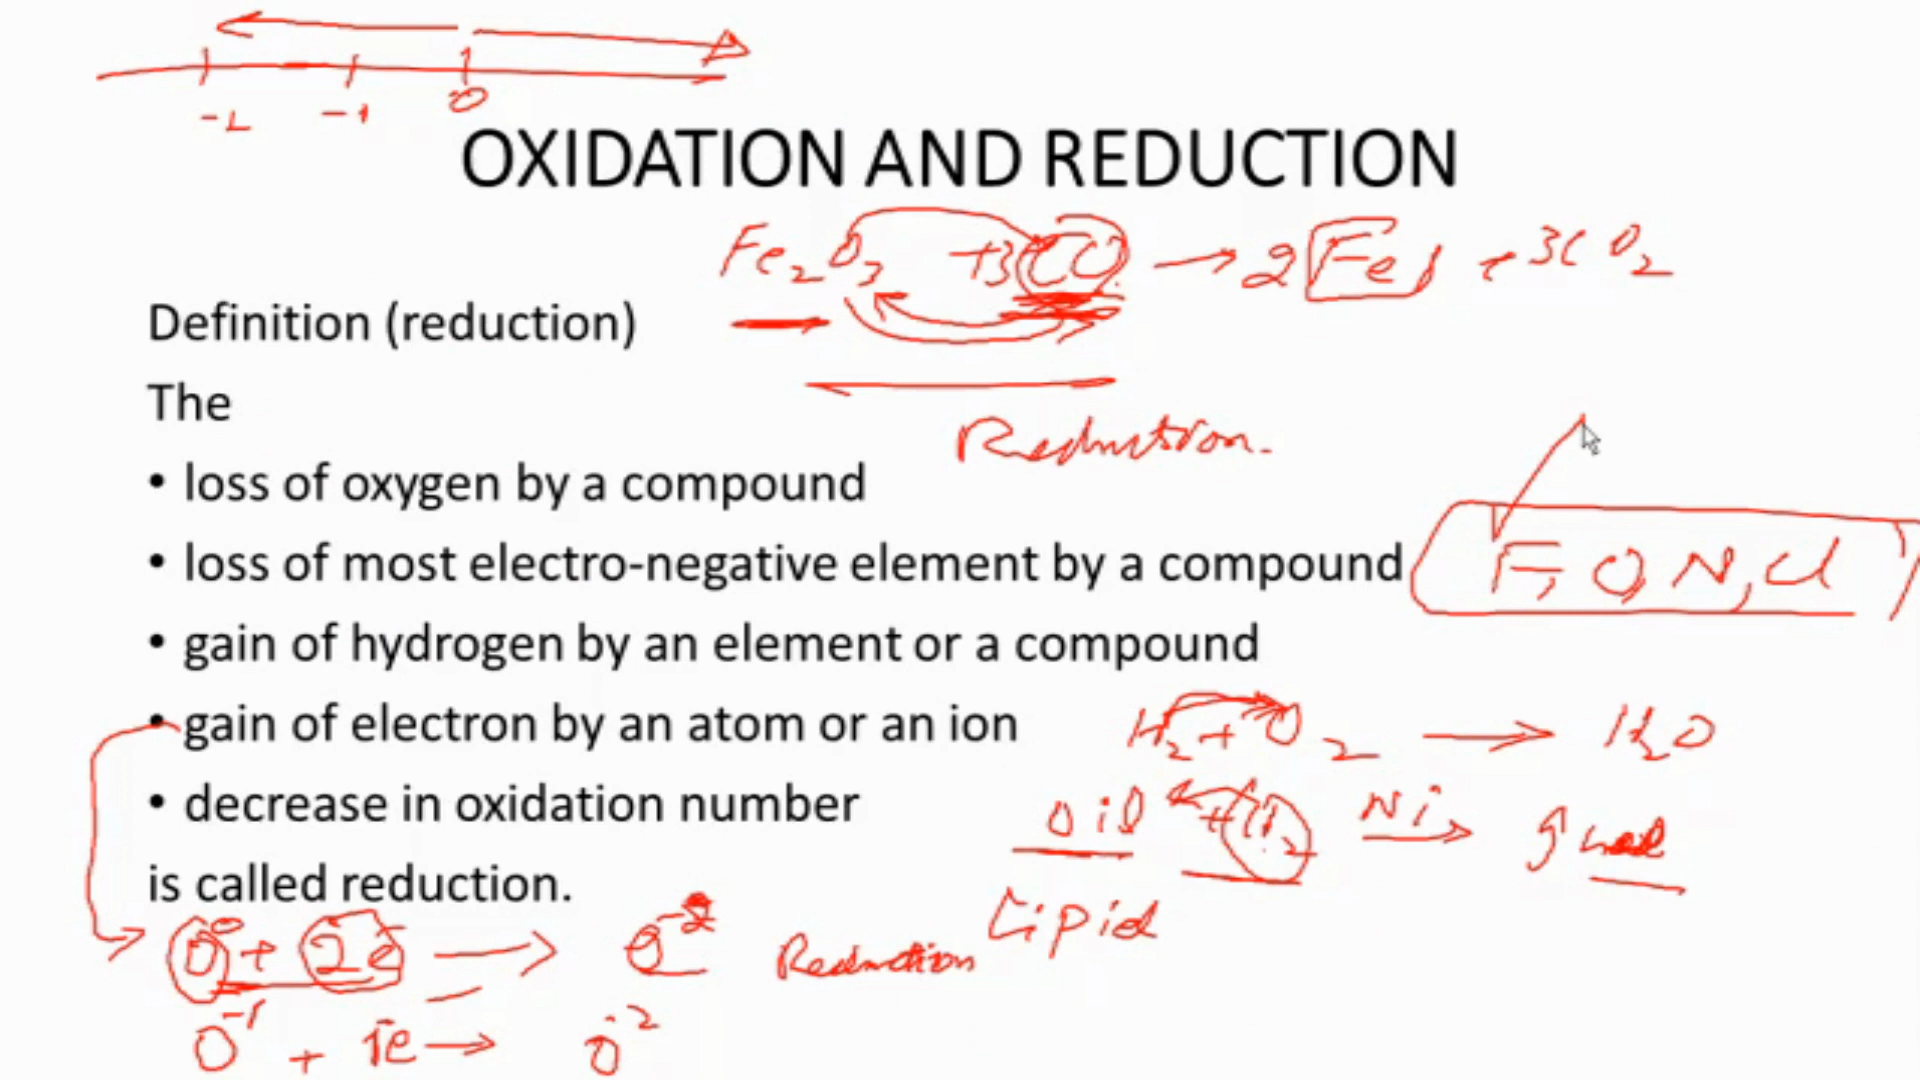 -2 -1 0
OXIDATION AND REDUCTION
Fe₂O₃ +3CO → 2Fe + 3CO₂
Definition (reduction)
The
Reduction.
• loss of oxygen by a compound
• loss of most electro-negative element by a compound
F, O, N, Cl
• gain of hydrogen by an element or a compound
• gain of electron by an atom or an ion
H₂ + O₂ → H₂O
• decrease in oxidation number
Oil + H₂ Ni →
is called reduction.
Lipid
O⁰ + 2e → O⁻² Reduction
O⁻¹ + 1e → O⁻²